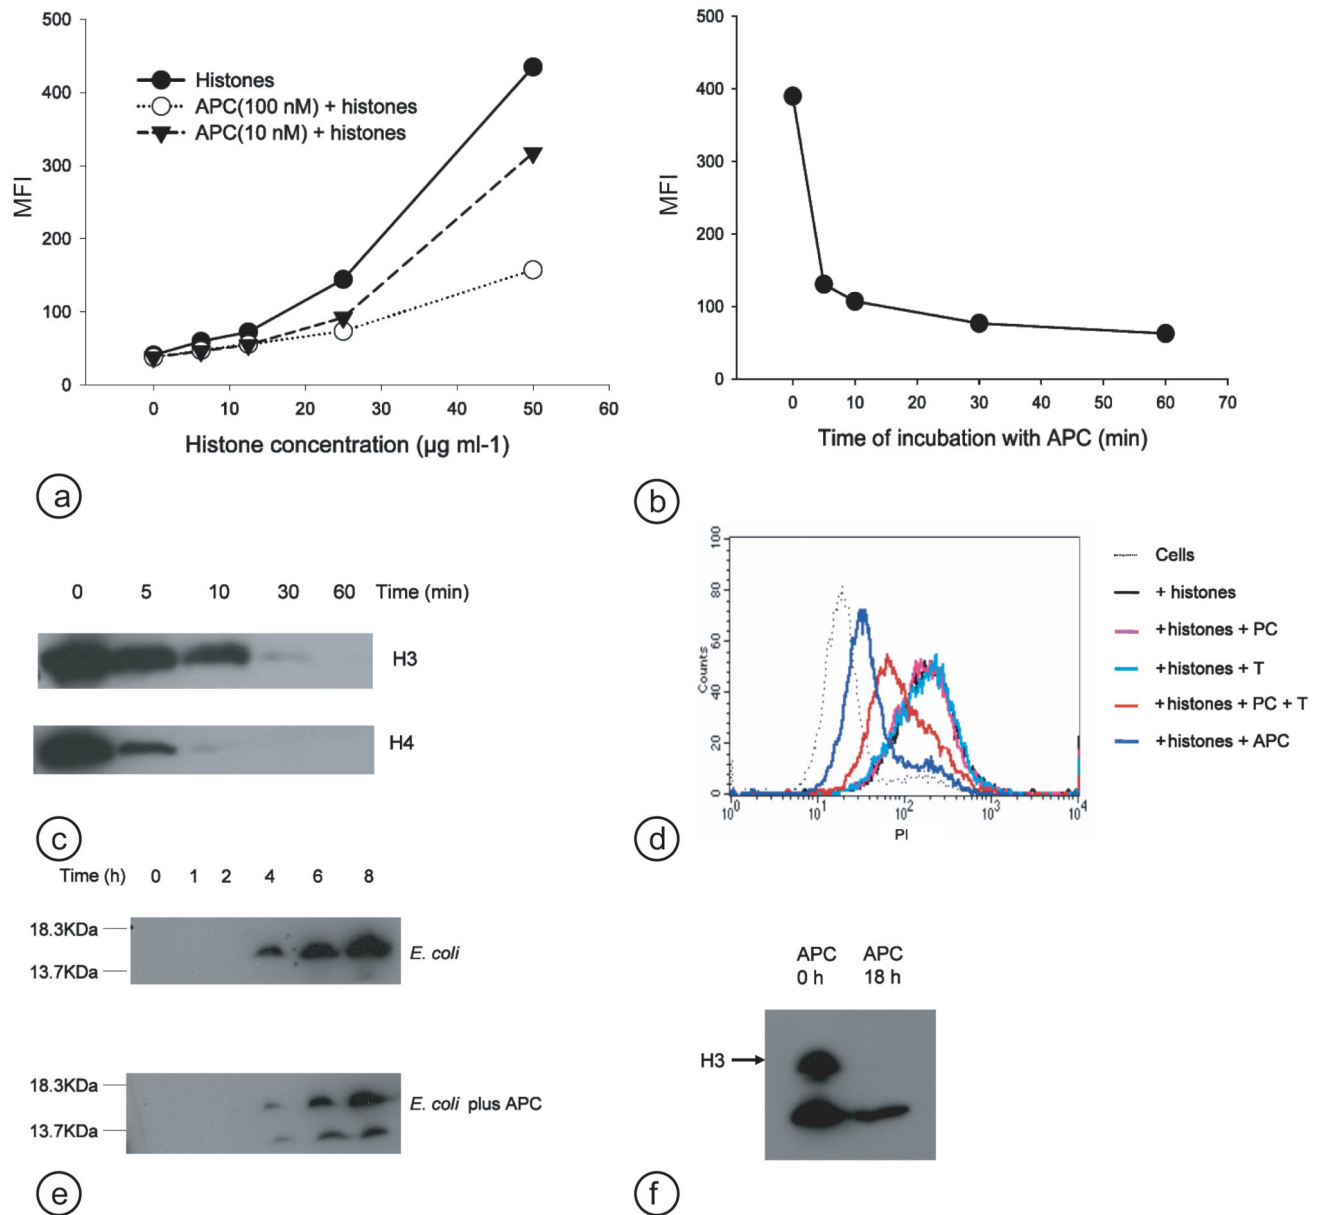 500
400
300
200
100
0
MFI
Histones
APC(100 nM) + histones
APC(10 nM) + histones
0 10 20 30 40 50 60
Histone concentration (µg ml-1)
a
500
400
300
200
100
0
MFI
0 10 20 30 40 50 60 70
Time of incubation with APC (min)
b
0 5 10 30 60 Time (min)
H3
H4
c
100
80
60
40
20
0
Counts
10⁰ 10¹ 10² 10³ 10⁴
PI
Cells
+ histones
+histones + PC
+histones + T
+histones + PC + T
+histones + APC
d
Time (h) 0 1 2 4 6 8
18.3KDa
13.7KDa
E. coli
18.3KDa
13.7KDa
E. coli plus APC
e
APC APC
0 h 18 h
H3
f